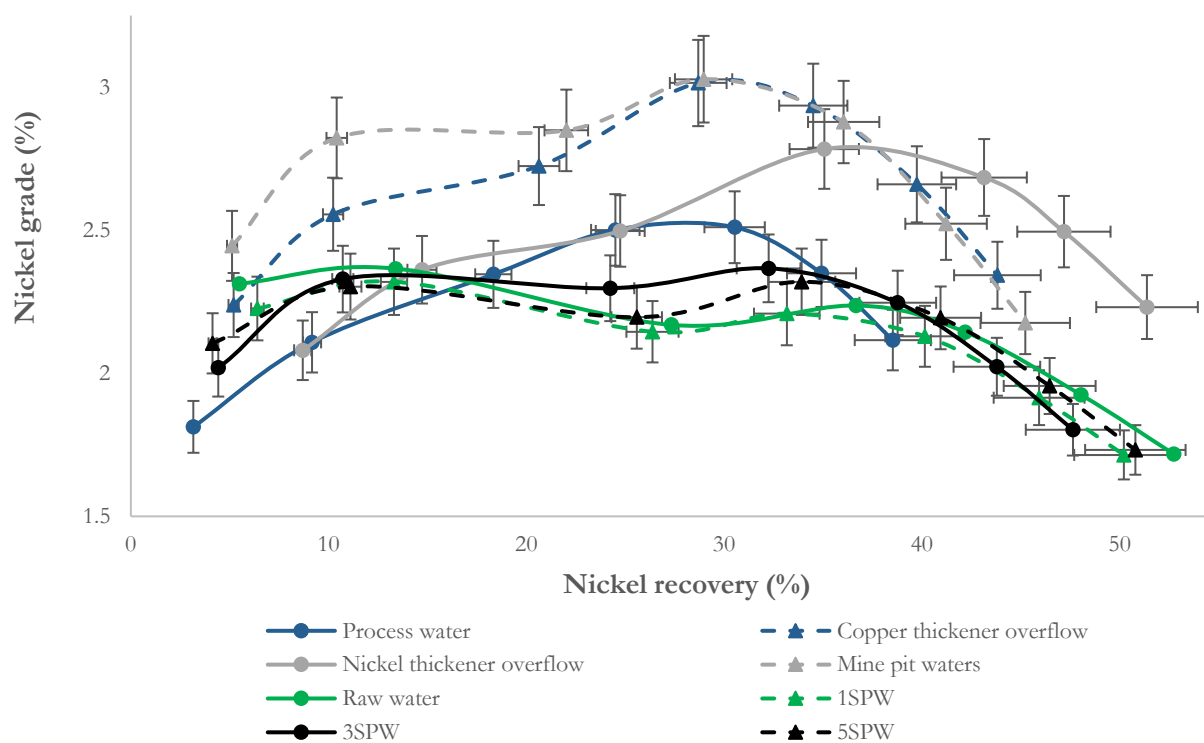 Nickel grade (%)
3
2.5
2
1.5
0 10 20 30 40 50
Nickel recovery (%)
Process water Copper thickener overflow
Nickel thickener overflow Mine pit waters
Raw water 1SPW
3SPW 5SPW